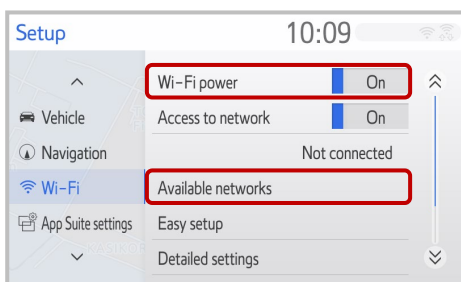 Setup
10:09
Wi-Fi power
On
Vehicle
Access to network
On
Navigation
Not connected
Wi-Fi
Available networks
App Suite settings
Easy setup
Detailed settings